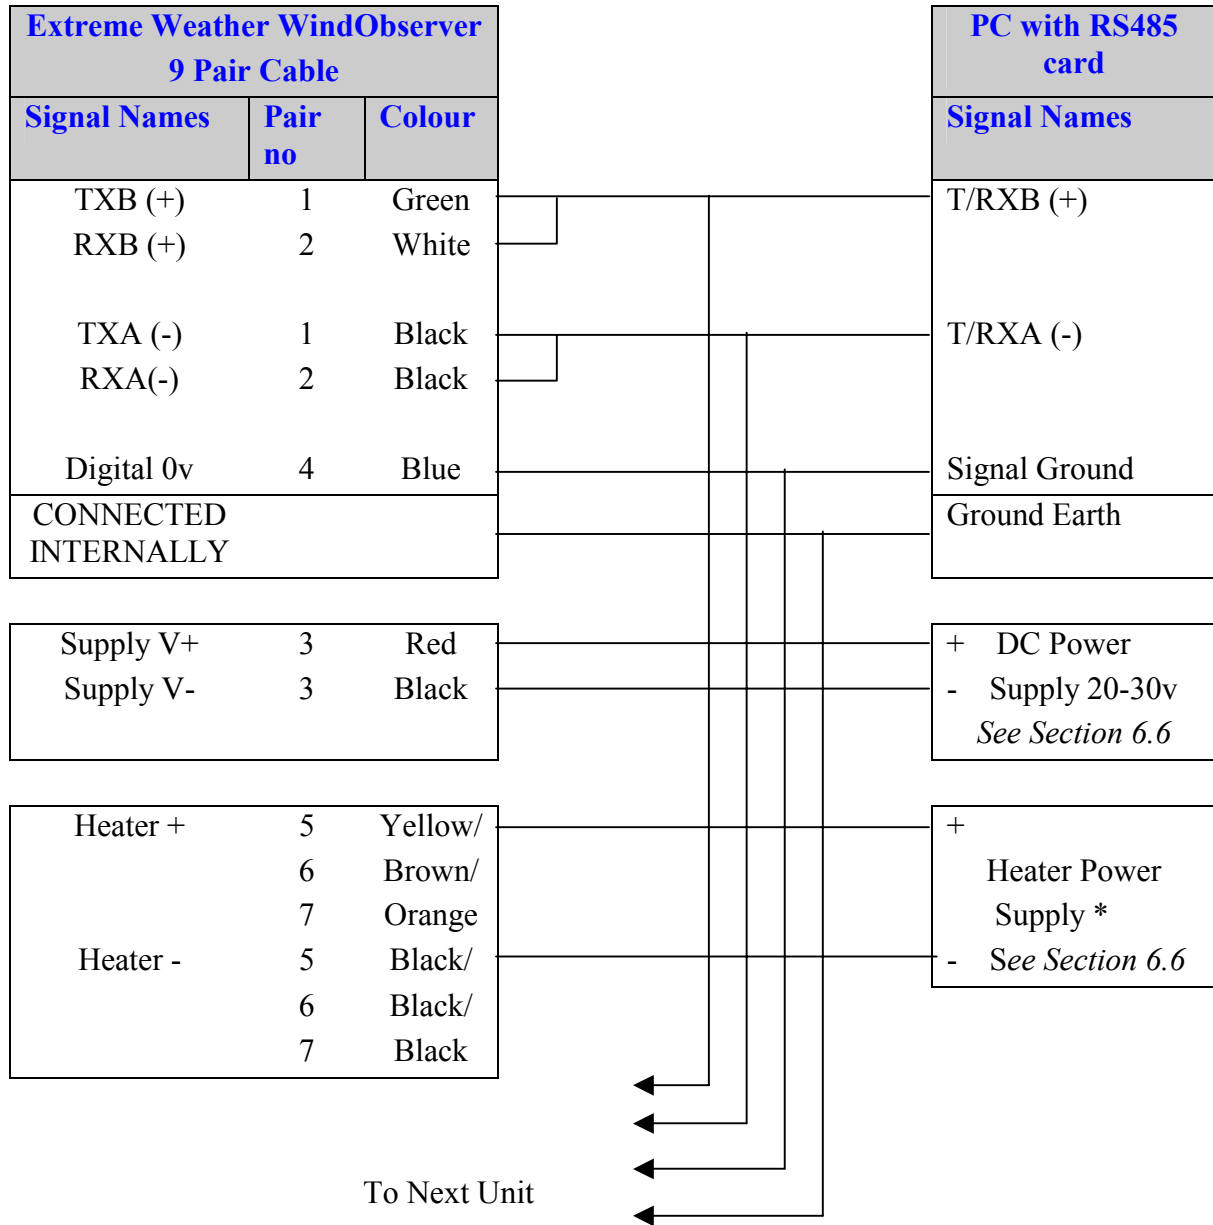 Extreme Weather WindObserver
9 Pair Cable
Signal Names Pair no Colour
TXB (+) 1 Green
RXB (+) 2 White
TXA (-) 1 Black
RXA(-) 2 Black
Digital 0v 4 Blue
CONNECTED
INTERNALLY
PC with RS485
card
Signal Names
T/RXB (+)
T/RXA (-)
Signal Ground
Ground Earth
Supply V+ 3 Red
Supply V- 3 Black
+ DC Power
- Supply 20-30v
See Section 6.6
Heater + 5 Yellow/
6 Brown/
7 Orange
Heater - 5 Black/
6 Black/
7 Black
+
Heater Power
Supply *
- See Section 6.6
To Next Unit